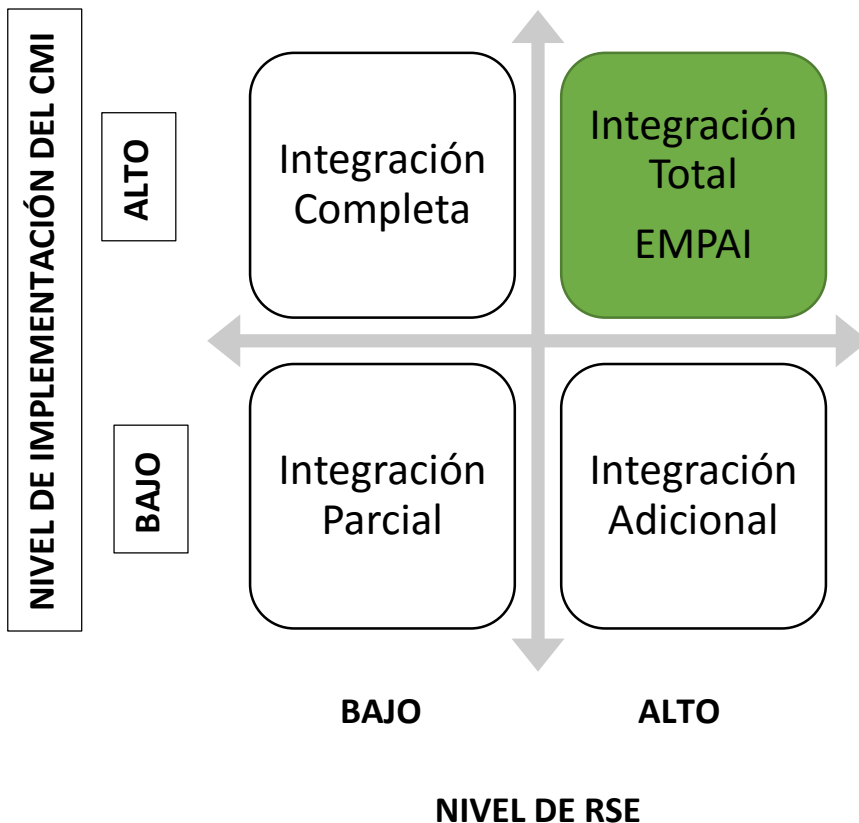 NIVEL DE IMPLEMENTACIÓN DEL CMI
ALTO
Integración
Completa
Integración
Total
EMPAI
BAJO
Integración
Parcial
Integración
Adicional
BAJO
ALTO
NIVEL DE RSE